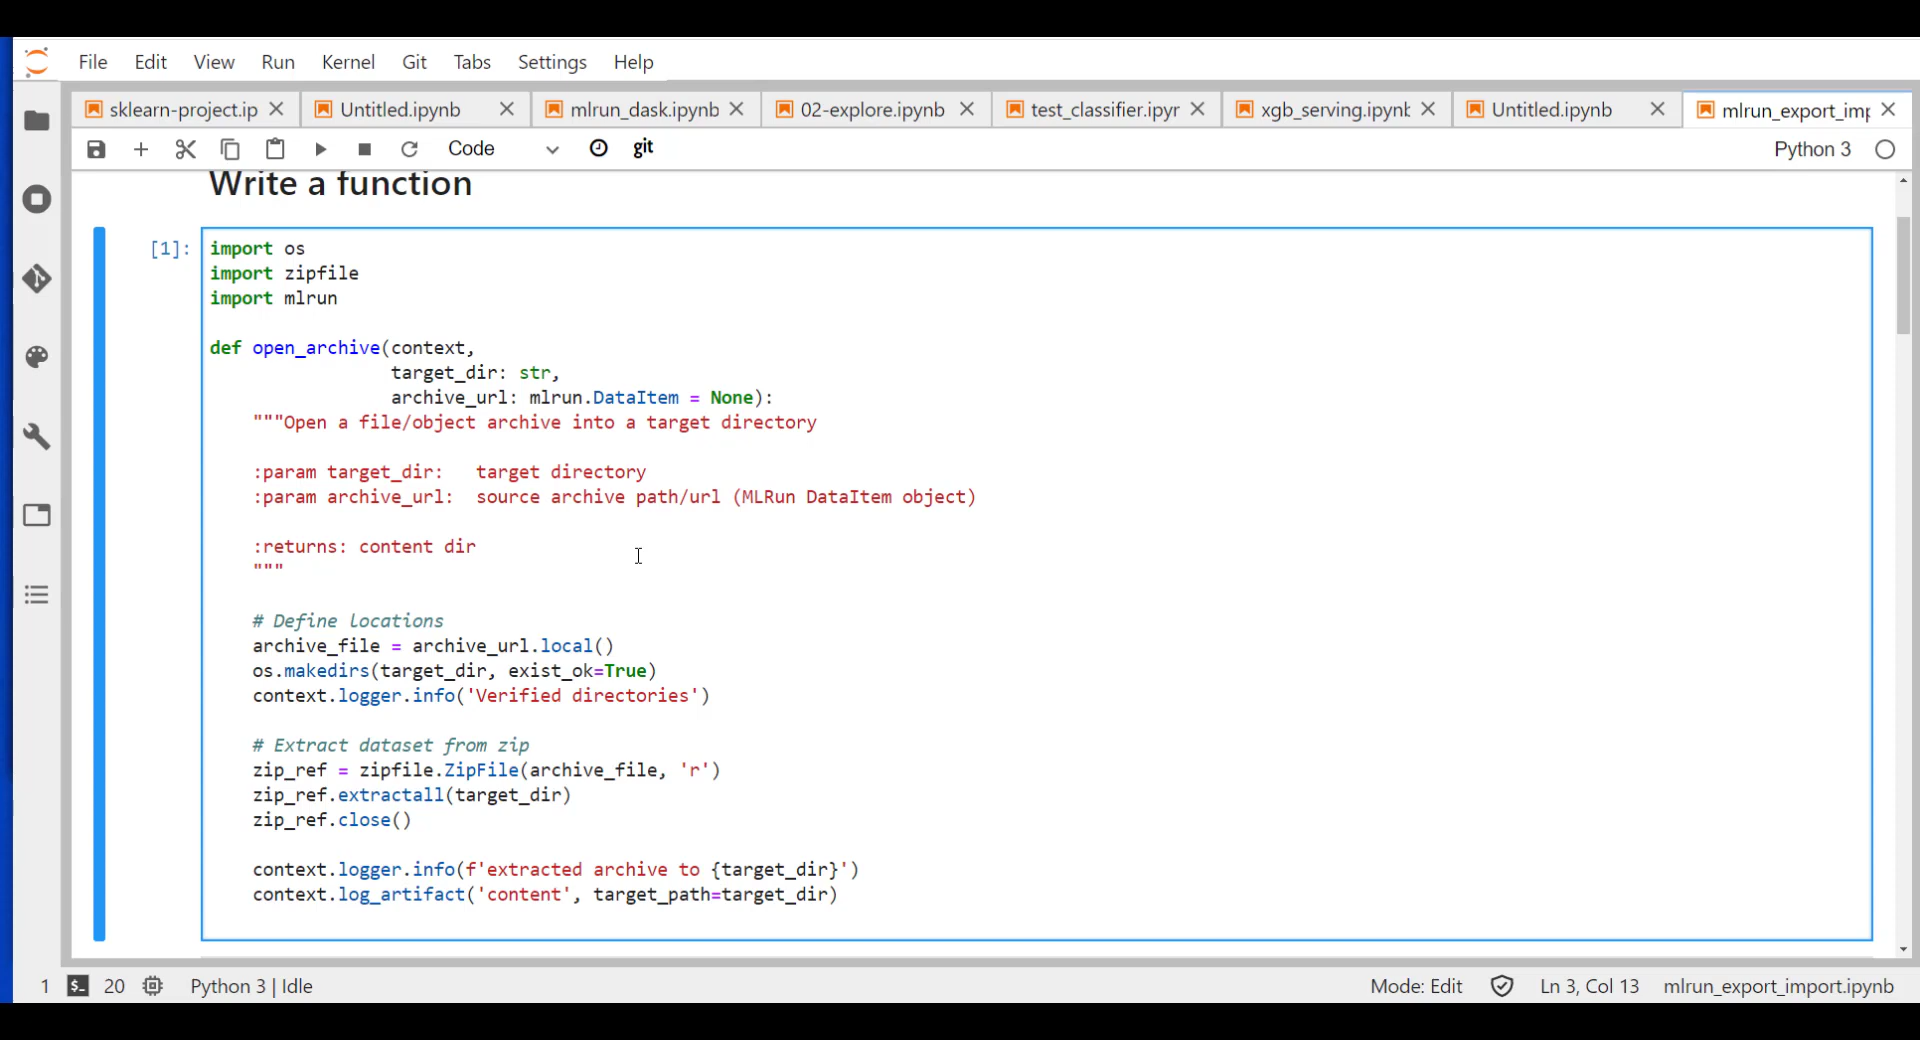 File Edit View Run Kernel Git Tabs Settings Help
sklearn-project.ip Untitled.ipynb mlrun_dask.ipynb 02-explore.ipynb test_classifier.ipyr xgb_serving.ipynb Untitled.ipynb mlrun_export_imp
Code git Python 3
Write a function
[1]: import os
import zipfile
import mlrun
def open_archive(context,
target_dir: str,
archive_url: mlrun.DataItem = None):
"""Open a file/object archive into a target directory
:param target_dir: target directory
:param archive_url: source archive path/url (MLRun DataItem object)
:returns: content dir
"""
# Define locations
archive_file = archive_url.local()
os.makedirs(target_dir, exist_ok=True)
context.logger.info('Verified directories')
# Extract dataset from zip
zip_ref = zipfile.ZipFile(archive_file, 'r')
zip_ref.extractall(target_dir)
zip_ref.close()
context.logger.info(f'extracted archive to {target_dir}')
context.log_artifact('content', target_path=target_dir)
1 $_ 20 Python 3 | Idle Mode: Edit Ln 3, Col 13 mlrun_export_import.ipynb